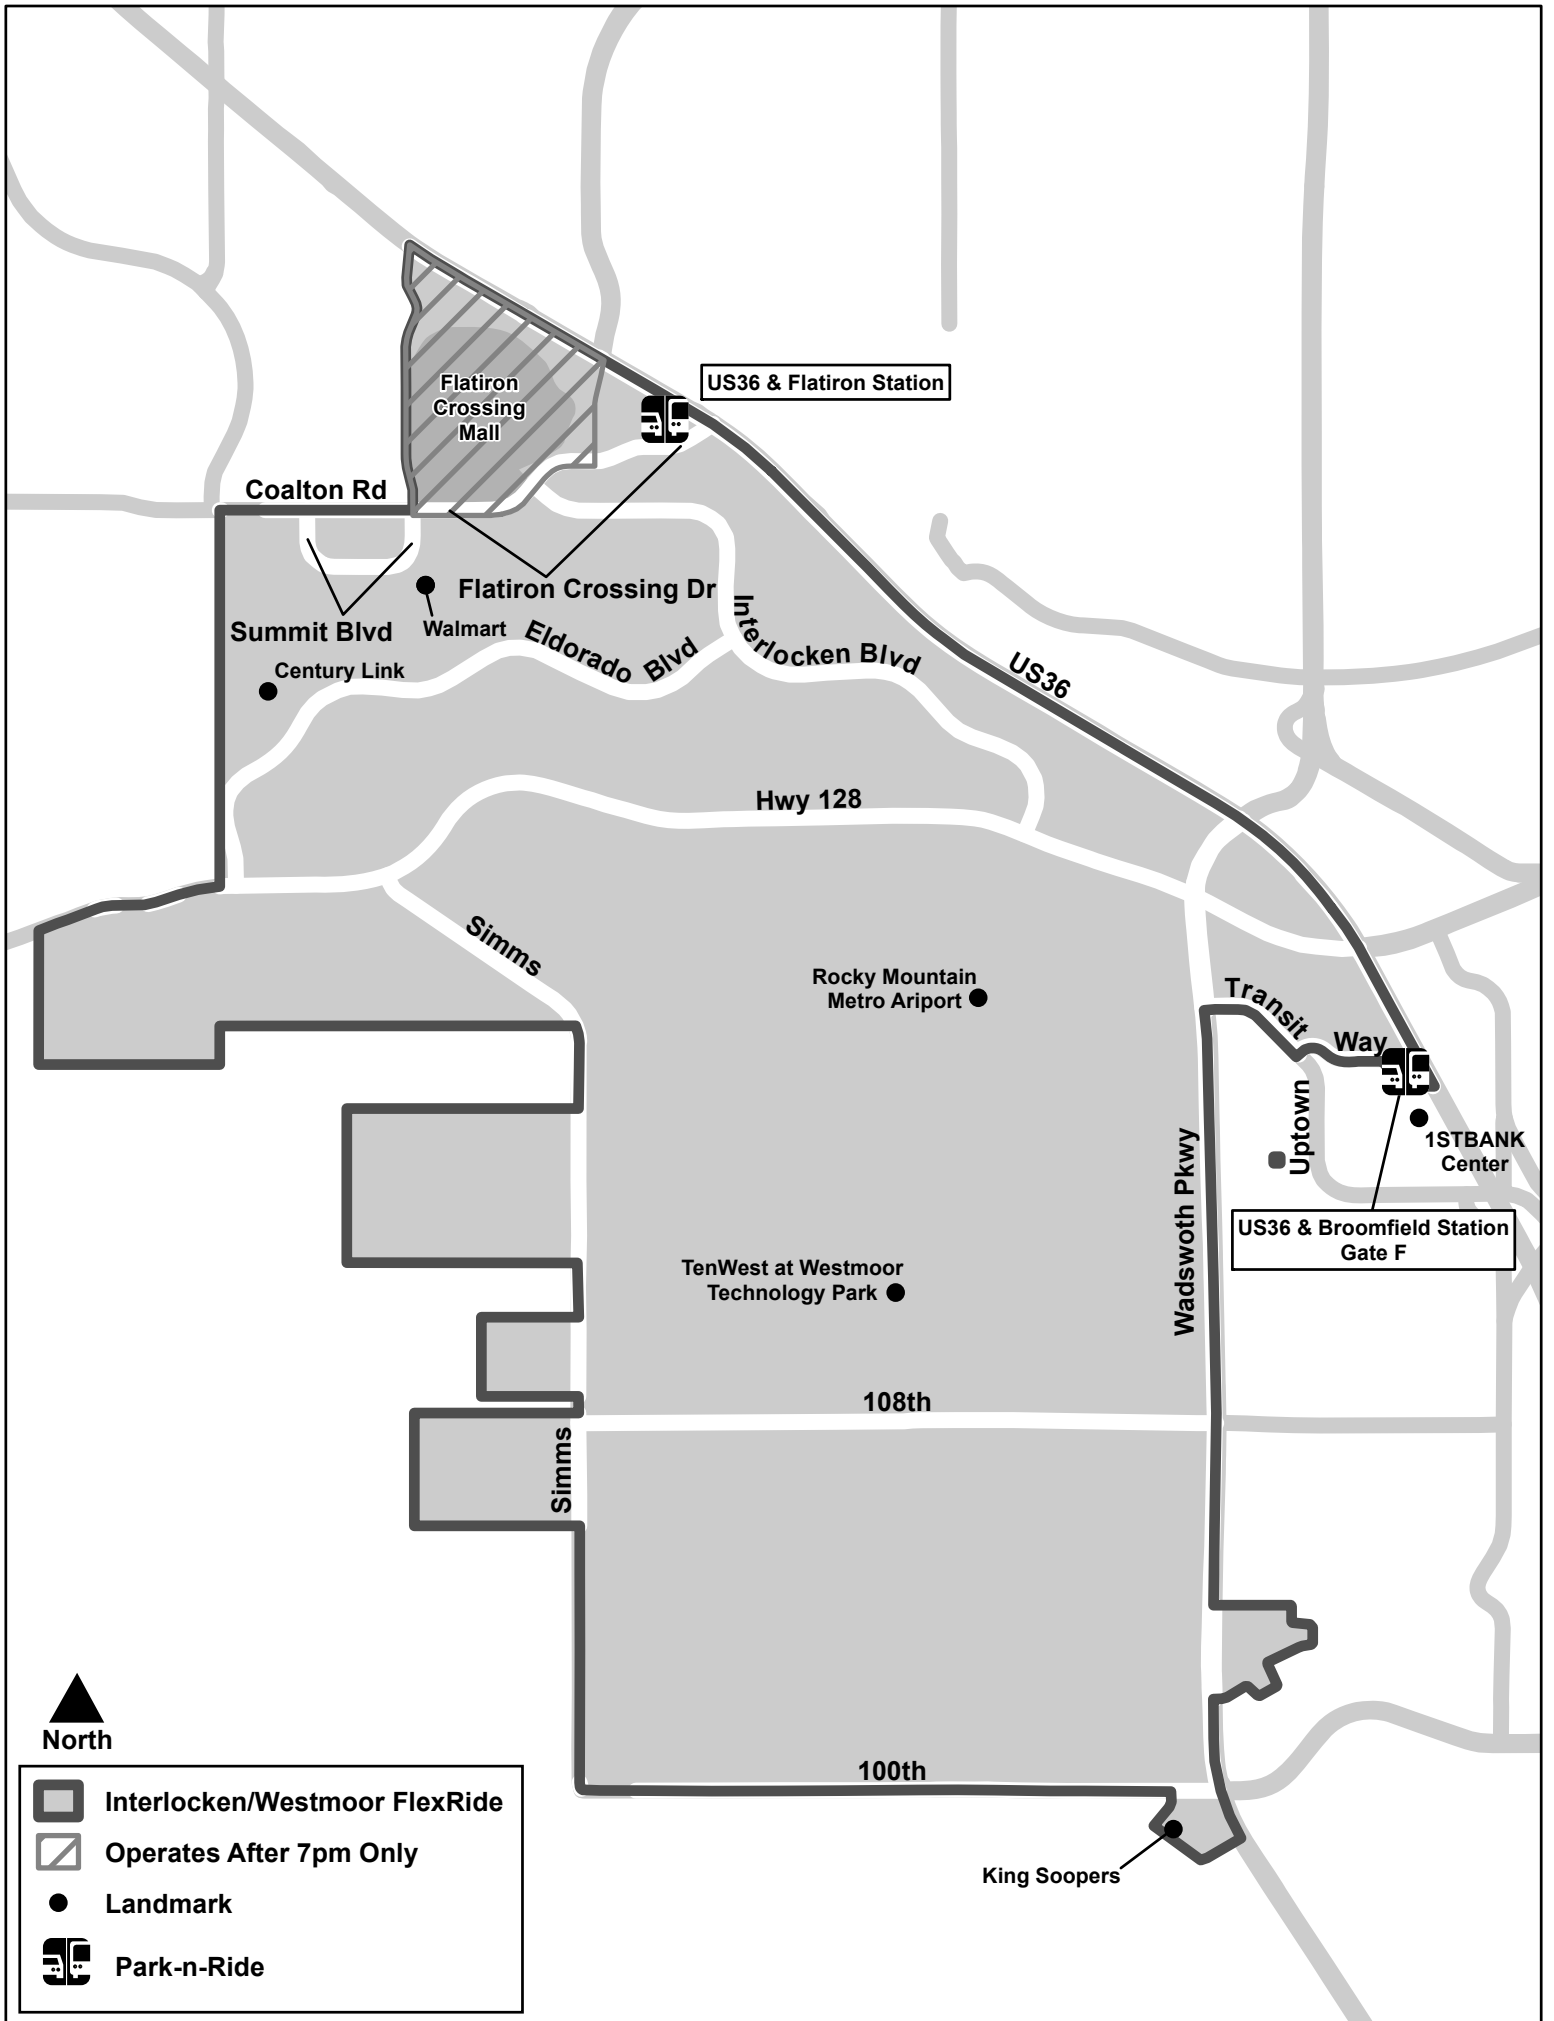 US36 & Flatiron Station
Flatiron
Crossing
Mall
Coalton Rd
Flatiron Crossing Dr
Summit Blvd
Walmart
Century Link
Eldorado Blvd
Interlocken Blvd
US36
Hwy 128
Simms
Rocky Mountain
Metro Ariport
Transit Way
Uptown
1STBANK
Center
Wadswoth Pkwy
US36 & Broomfield Station
Gate F
TenWest at Westmoor
Technology Park
108th
Simms
100th
King Soopers
North
Interlocken/Westmoor FlexRide
Operates After 7pm Only
Landmark
Park-n-Ride